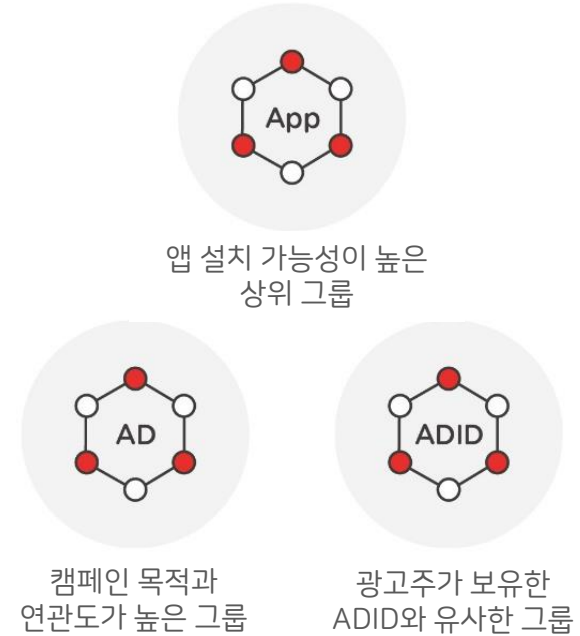 App
앱 설치 가능성이 높은
상위 그룹
AD
캠페인 목적과
연관도가 높은 그룹
ADID
광고주가 보유한
ADID와 유사한 그룹